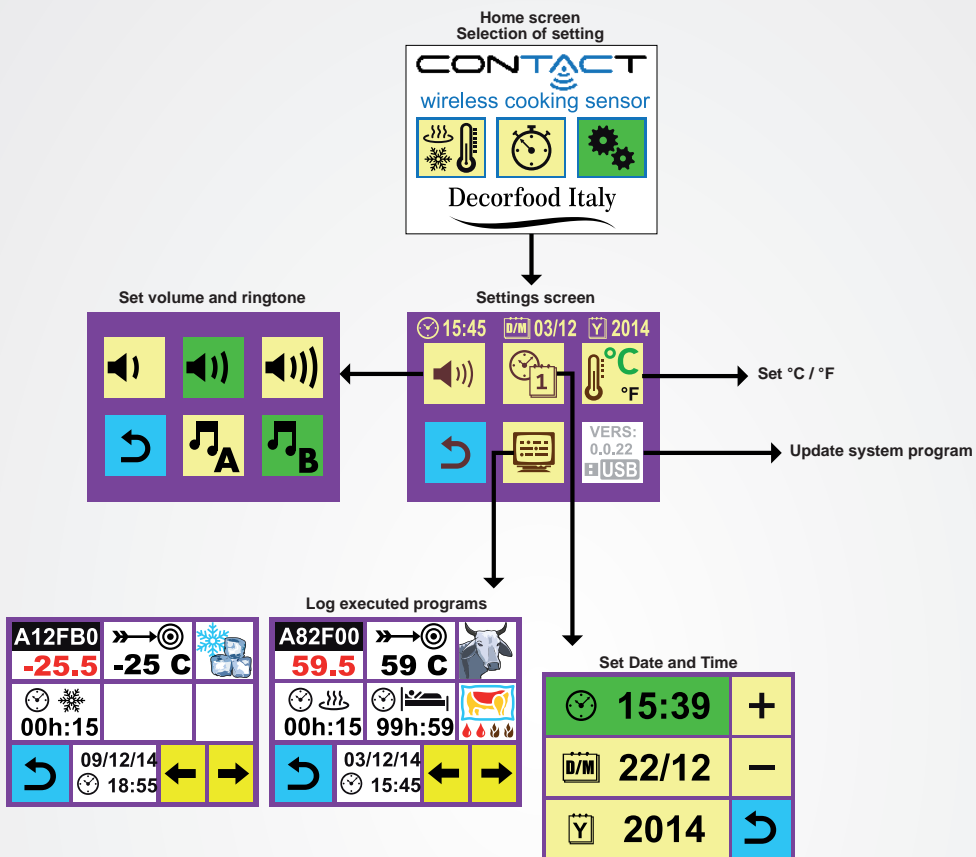 Home screen
Selection of setting
CONTACT
wireless cooking sensor
Decorfood Italy
Set volume and ringtone
Settings screen
15:45 D/M 03/12 Y 2014
1
°C
°F
Set °C / °F
A B
VERS:
0.0.22
USB
Update system program
Log executed programs
A12FB0
-25.5 -25 C
00h:15
09/12/14
18:55
A82F00
59.5 59 C
00h:15 99h:59
03/12/14
15:45
Set Date and Time
15:39 +
D/M 22/12 −
Y 2014